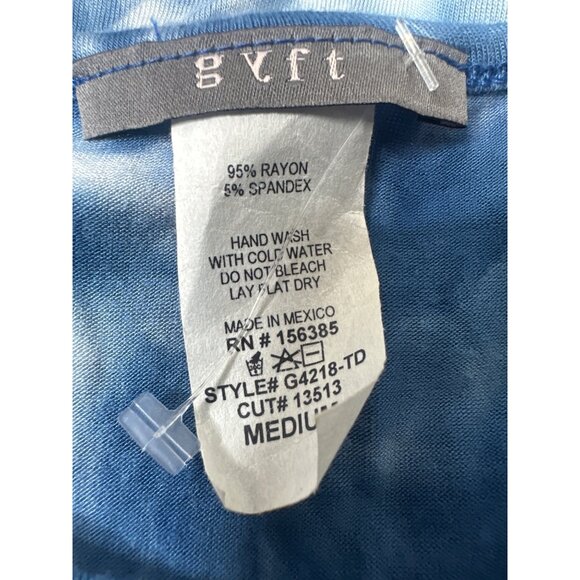 gyft
95% RAYON
5% SPANDEX
HAND WASH
WITH COLD WATER
DO NOT BLEACH
LAY FLAT DRY
MADE IN MEXICO
RN # 156385
STYLE# G4218-TD
CUT# 13513
MEDIUM